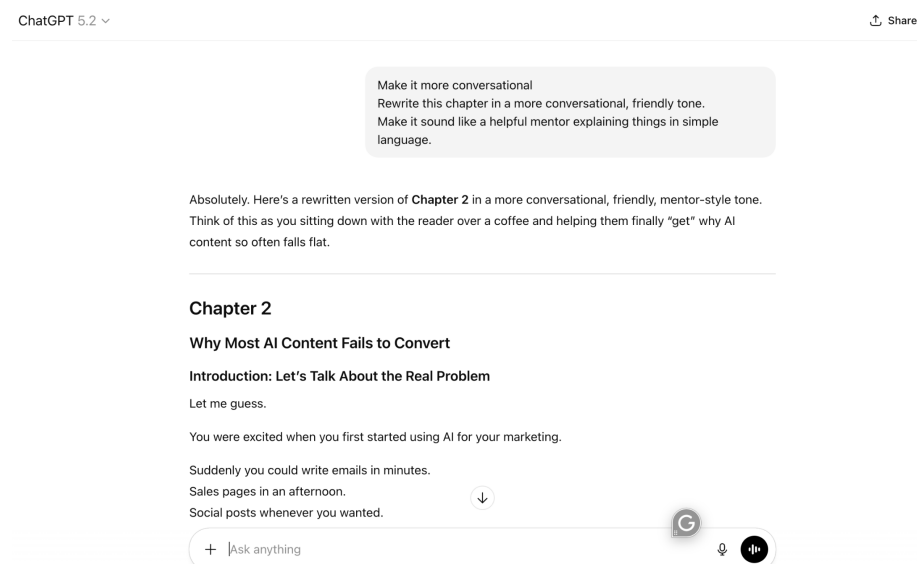 ChatGPT 5.2
Share
Make it more conversational
Rewrite this chapter in a more conversational, friendly tone.
Make it sound like a helpful mentor explaining things in simple
language.
Absolutely. Here’s a rewritten version of Chapter 2 in a more conversational, friendly, mentor-style tone.
Think of this as you sitting down with the reader over a coffee and helping them finally “get” why AI
content so often falls flat.
Chapter 2
Why Most AI Content Fails to Convert
Introduction: Let’s Talk About the Real Problem
Let me guess.
You were excited when you first started using AI for your marketing.
Suddenly you could write emails in minutes.
Sales pages in an afternoon.
Social posts whenever you wanted.
G
Ask anything